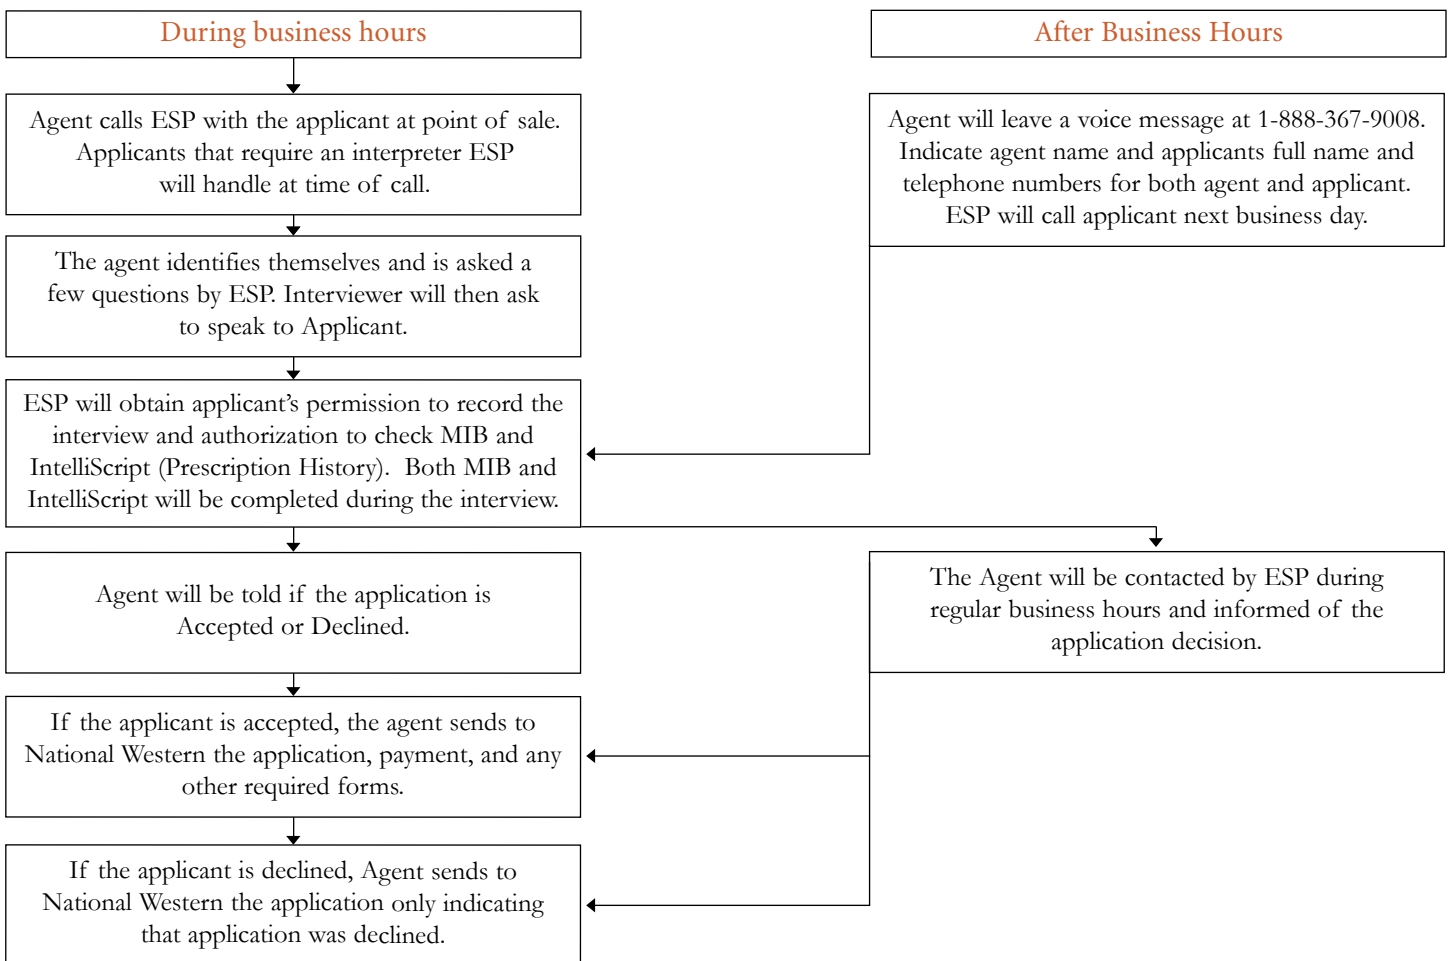 During business hours
After Business Hours
Agent calls ESP with the applicant at point of sale.
Applicants that require an interpreter ESP
will handle at time of call.
Agent will leave a voice message at 1-888-367-9008.
Indicate agent name and applicants full name and
telephone numbers for both agent and applicant.
ESP will call applicant next business day.
The agent identifies themselves and is asked a
few questions by ESP. Interviewer will then ask
to speak to Applicant.
ESP will obtain applicant's permission to record the
interview and authorization to check MIB and
IntelliScript (Prescription History). Both MIB and
IntelliScript will be completed during the interview.
Agent will be told if the application is
Accepted or Declined.
The Agent will be contacted by ESP during
regular business hours and informed of the
application decision.
If the applicant is accepted, the agent sends to
National Western the application, payment, and any
other required forms.
If the applicant is declined, Agent sends to
National Western the application only indicating
that application was declined.